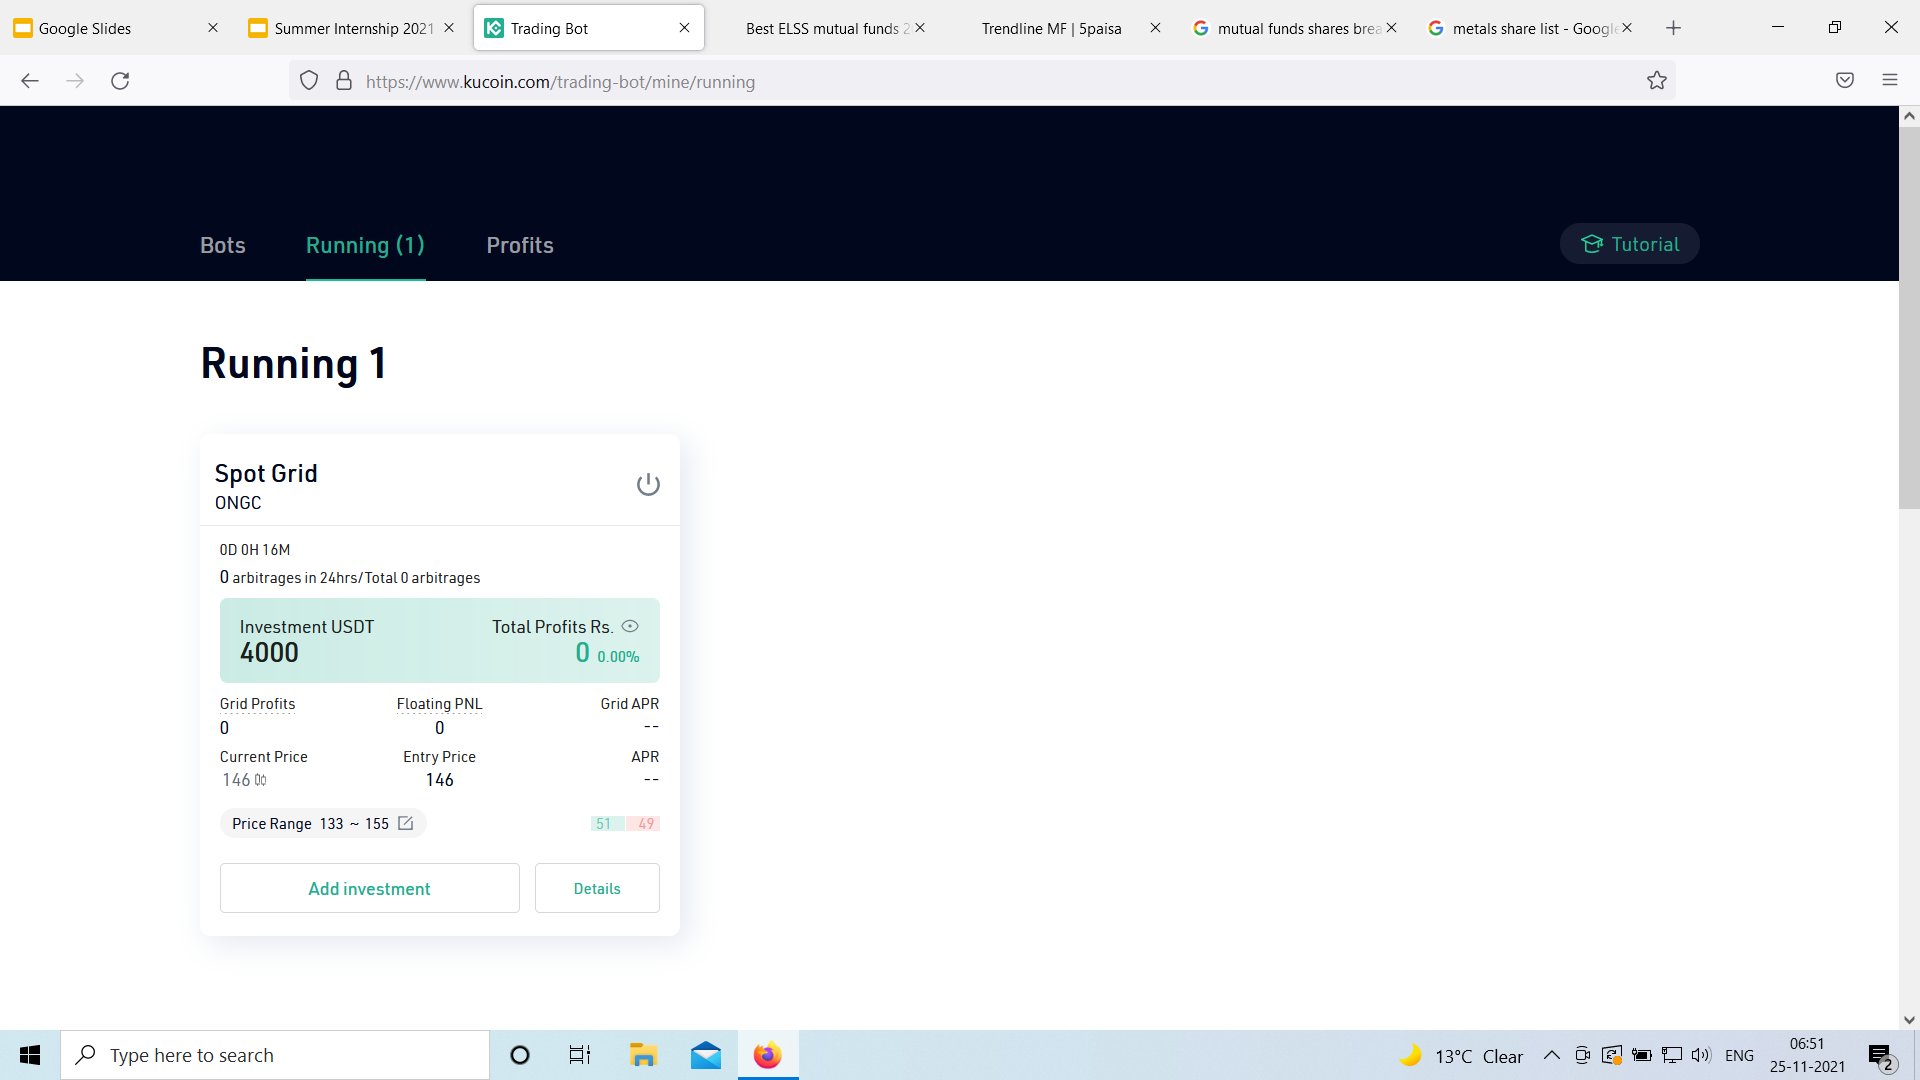 Google Slides
Summer Internship 2021
Trading Bot
Best ELSS mutual funds 2
Trendline MF | 5paisa
mutual funds shares brea
metals share list - Google
https://www.kucoin.com/trading-bot/mine/running
Bots
Running (1)
Profits
Tutorial
Running 1
Spot Grid
ONGC
0D 0H 16M
0 arbitrages in 24hrs/Total 0 arbitrages
Investment USDT
Total Profits Rs.
4000
0 0.00%
Grid Profits
Floating PNL
Grid APR
0
0
--
Current Price
Entry Price
APR
146
146
--
Price Range 133 ~ 155
51 49
Add investment
Details
Type here to search
13°C Clear
ENG
06:51
25-11-2021
2